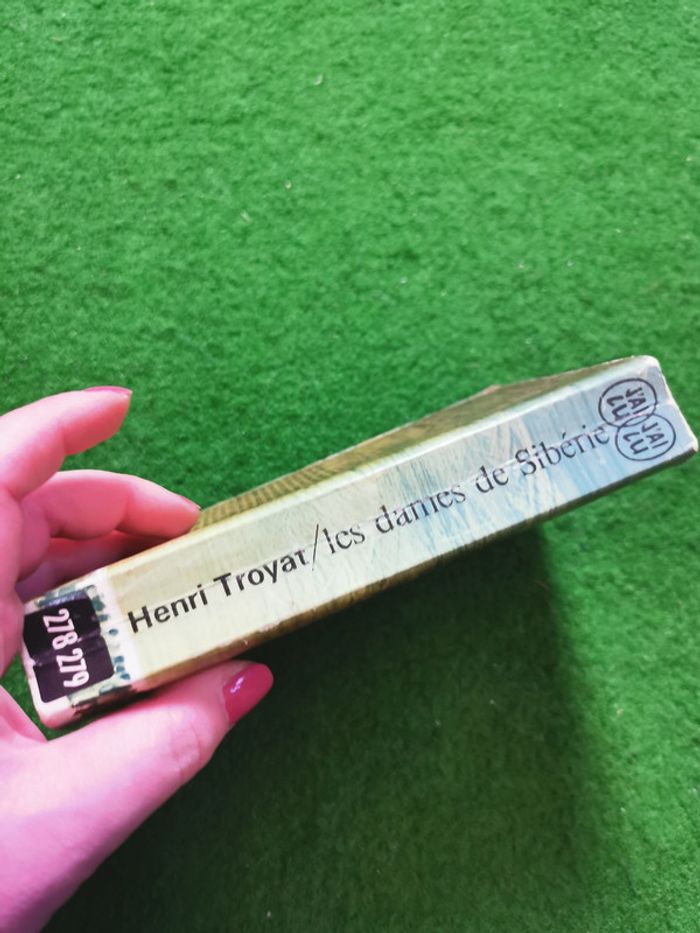 278 279
Henri Troyat/les dames de Sibérie
J'AI
LU
J'AI
LU